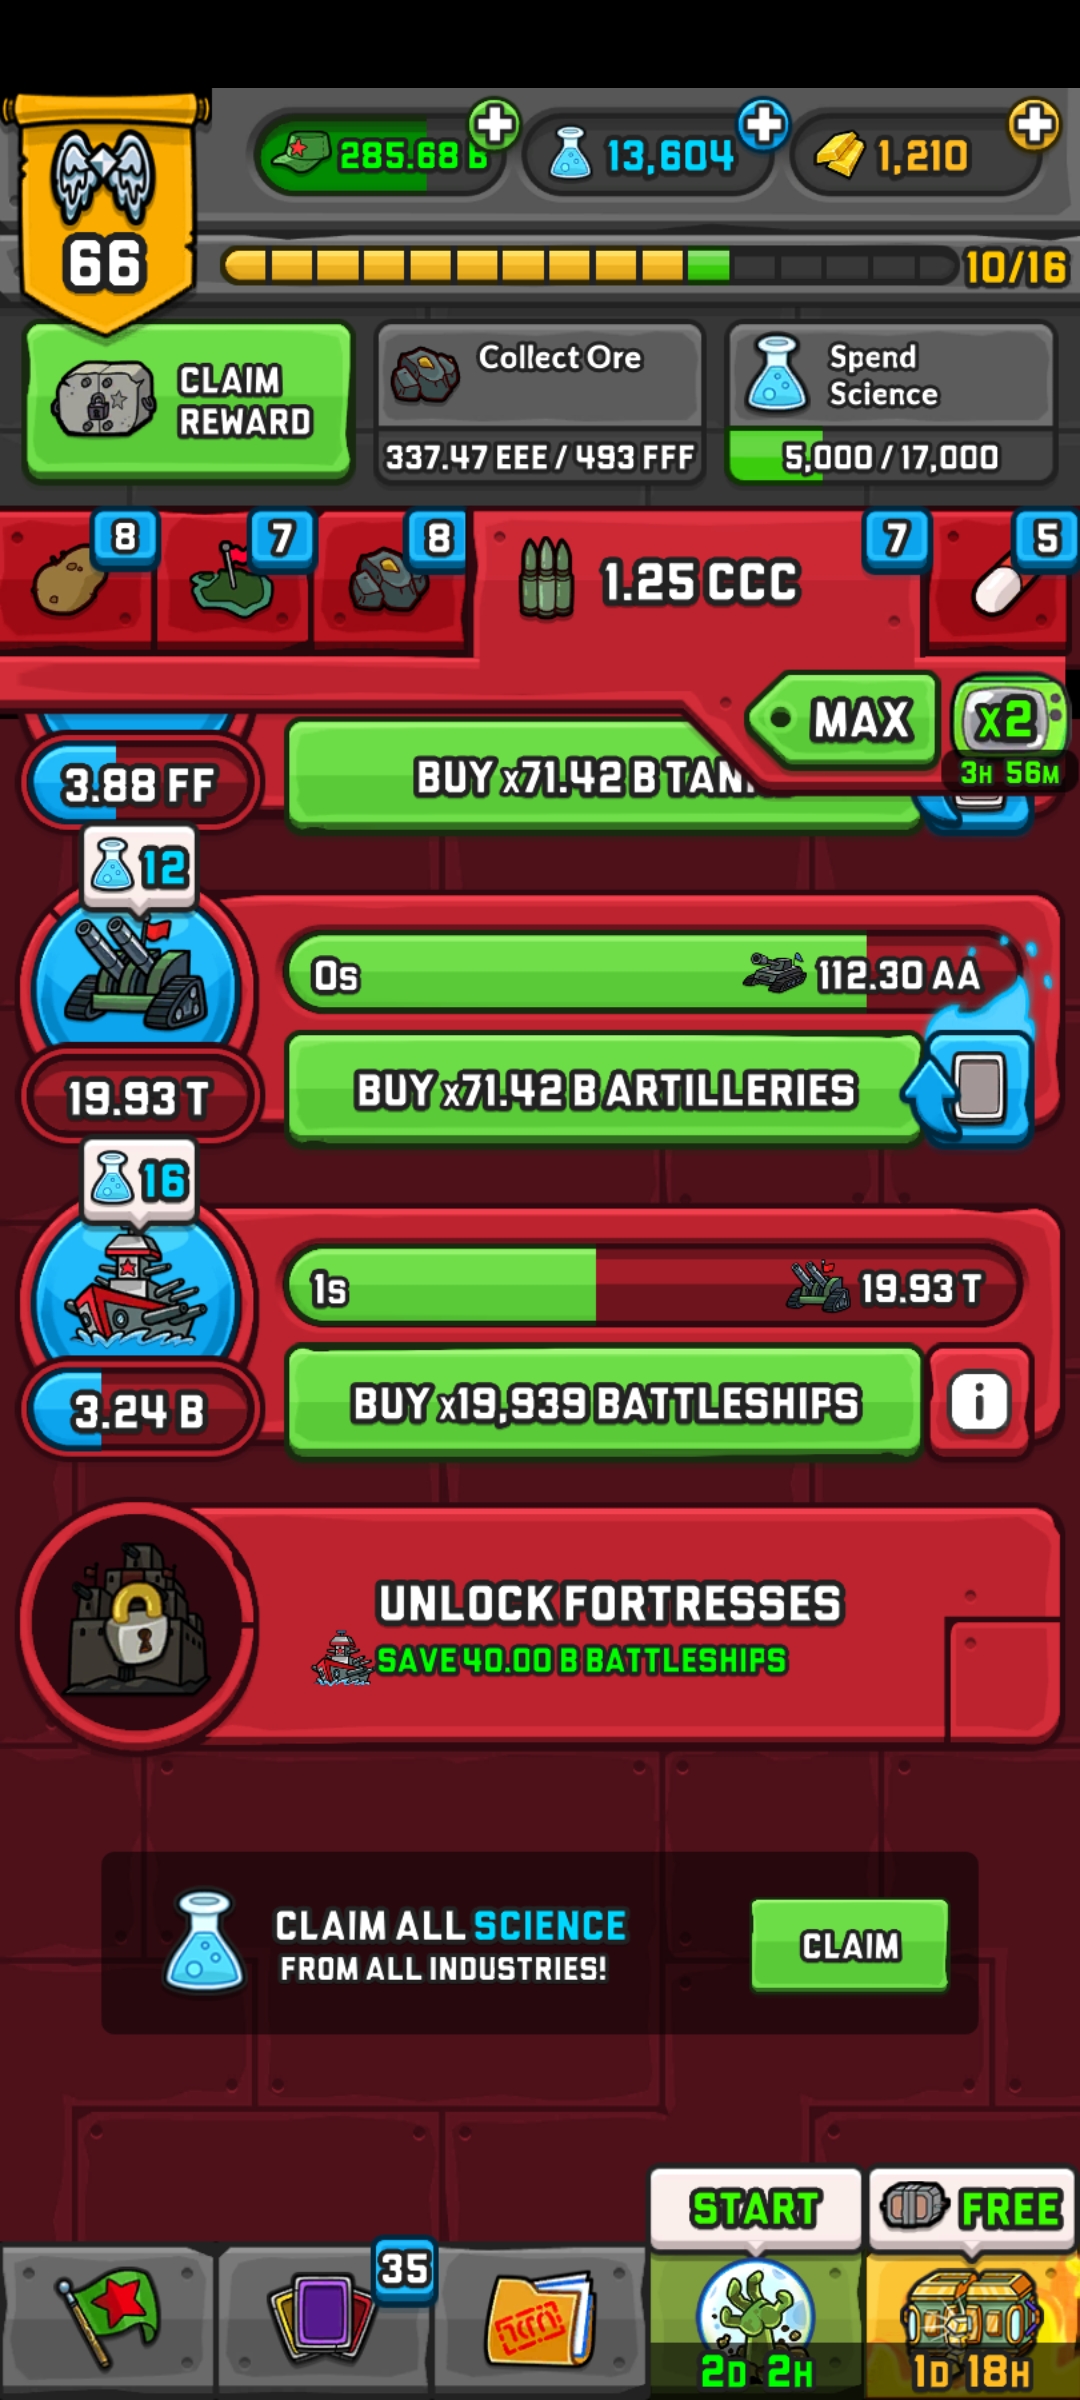 285.68 B
13,604
1,210
66
10/16
CLAIM
REWARD
Collect Ore
337.47 EEE / 493 FFF
Spend
Science
5,000 / 17,000
8
7
8
1.25 CCC
7
5
MAX
x2
3H 56M
3.88 FF
BUY x71.42 B
12
0s
112.30 AA
19.93 T
BUY x71.42 B ARTILLERIES
16
1s
19.93 T
3.24 B
BUY x19,939 BATTLESHIPS
i
UNLOCK FORTRESSES
SAVE 40.00 B BATTLESHIPS
CLAIM ALL SCIENCE
FROM ALL INDUSTRIES!
CLAIM
START
FREE
35
2D 2H
1D 18H